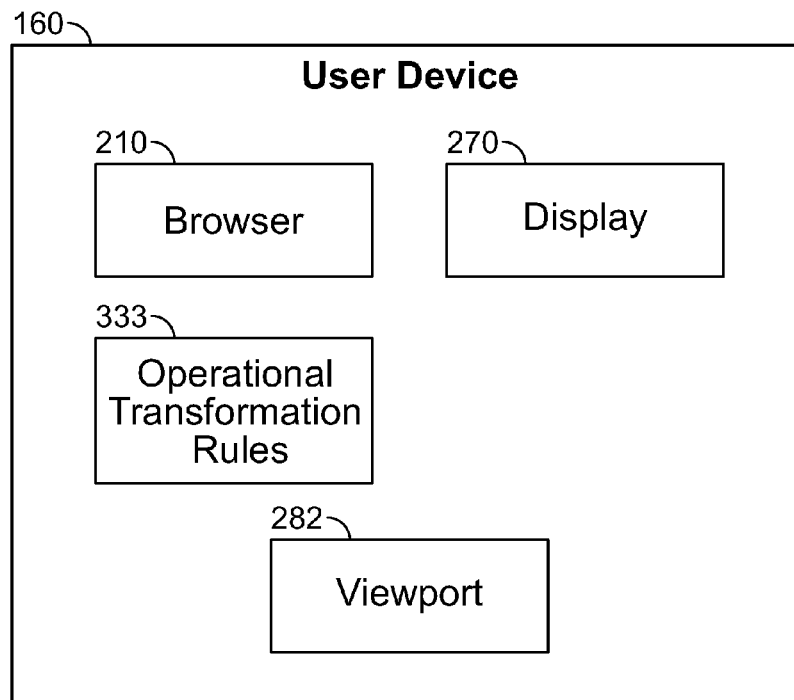 160
User Device
210
Browser
270
Display
333
Operational
Transformation
Rules
282
Viewport